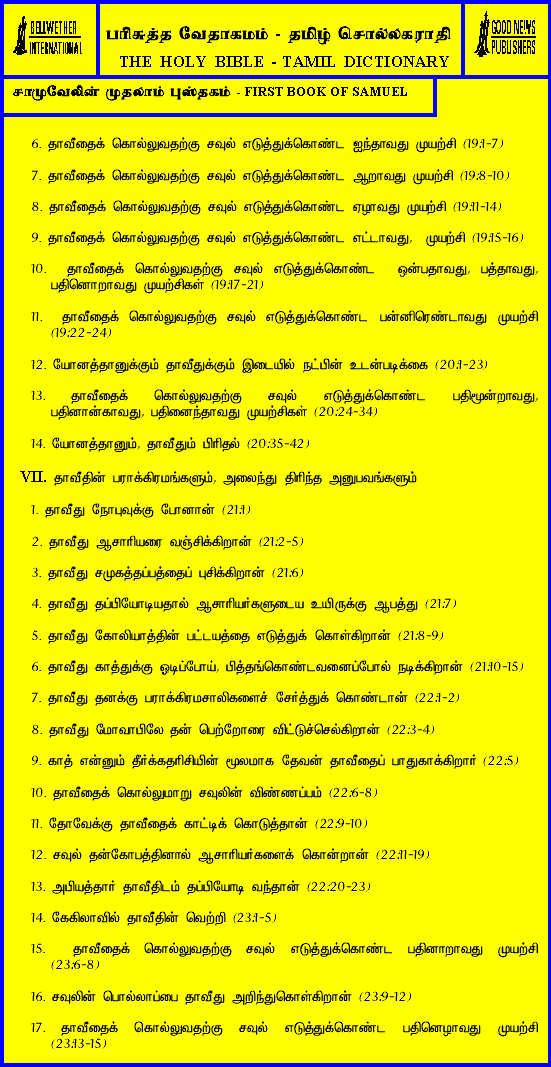 BELLWETHER
INTERNATIONAL
பரிசுத்த வேதாகமம் - தமிழ் சொல்லகராதி
THE HOLY BIBLE - TAMIL DICTIONARY
GOOD NEWS
PUBLISHERS
சாமுவேலின் முதலாம் புஸ்தகம் - FIRST BOOK OF SAMUEL
6. தாவீதைக் கொல்லுவதற்கு சவுல் எடுத்துக்கொண்ட ஐந்தாவது முயற்சி (19:1-7)
7. தாவீதைக் கொல்லுவதற்கு சவுல் எடுத்துக்கொண்ட ஆறாவது முயற்சி (19:8-10)
8. தாவீதைக் கொல்லுவதற்கு சவுல் எடுத்துக்கொண்ட ஏழாவது முயற்சி (19:11-14)
9. தாவீதைக் கொல்லுவதற்கு சவுல் எடுத்துக்கொண்ட எட்டாவது, முயற்சி (19:15-16)
10. தாவீதைக் கொல்லுவதற்கு சவுல் எடுத்துக்கொண்ட ஒன்பதாவது, பத்தாவது,
பதினொறாவது முயற்சிகள் (19:17-21)
11. தாவீதைக் கொல்லுவதற்கு சவுல் எடுத்துக்கொண்ட பன்னிரெண்டாவது முயற்சி
(19:22-24)
12. யோனத்தானுக்கும் தாவீதுக்கும் இடையில் நட்பின் உடன்படிக்கை (20:1-23)
13. தாவீதைக் கொல்லுவதற்கு சவுல் எடுத்துக்கொண்ட பதிமூன்றாவது,
பதினான்காவது, பதினைந்தாவது முயற்சிகள் (20:24-34)
14. யோனத்தானும், தாவீதும் பிரிதல் (20:35-42)
VII. தாவீதின் பராக்கிரமங்களும், அலைந்து திரிந்த அனுபவங்களும்
1. தாவீது நோபுவுக்கு போனான் (21:1)
2. தாவீது ஆசாரியரை வஞ்சிக்கிறான் (21:2-5)
3. தாவீது சமுகத்தப்பத்தைப் புசிக்கிறான் (21:6)
4. தாவீது தப்பியோடியதால் ஆசாரியர்களுடைய உயிருக்கு ஆபத்து (21:7)
5. தாவீது கோலியாத்தின் பட்டயத்தை எடுத்துக் கொள்கிறான் (21:8-9)
6. தாவீது காத்துக்கு ஓடிப்போய், பித்தங்கொண்டவனைப்போல் நடிக்கிறான் (21:10-15)
7. தாவீது தனக்கு பராக்கிரமசாலிகளைச் சேர்த்துக் கொண்டான் (22:1-2)
8. தாவீது மோவாபிலே தன் பெற்றோரை விட்டுச்செல்கிறான் (22:3-4)
9. காத் என்னும் தீர்க்கதரிசியின் மூலமாக தேவன் தாவீதைப் பாதுகாக்கிறார் (22:5)
10. தாவீதைக் கொல்லுமாறு சவுலின் விண்ணப்பம் (22:6-8)
11. தோவேக்கு தாவீதைக் காட்டிக் கொடுத்தான் (22:9-10)
12. சவுல் தன்கோபத்தினால் ஆசாரியர்களைக் கொன்றான் (22:11-19)
13. அபியத்தார் தாவீதிடம் தப்பியோடி வந்தான் (22:20-23)
14. கேகிலாவில் தாவீதின் வெற்றி (23:1-5)
15. தாவீதைக் கொல்லுவதற்கு சவுல் எடுத்துக்கொண்ட பதினாறாவது முயற்சி
(23:6-8)
16. சவுலின் பொல்லாப்பை தாவீது அறிந்துகொள்கிறான் (23:9-12)
17. தாவீதைக் கொல்லுவதற்கு சவுல் எடுத்துக்கொண்ட பதினெழாவது முயற்சி
(23:13-15)